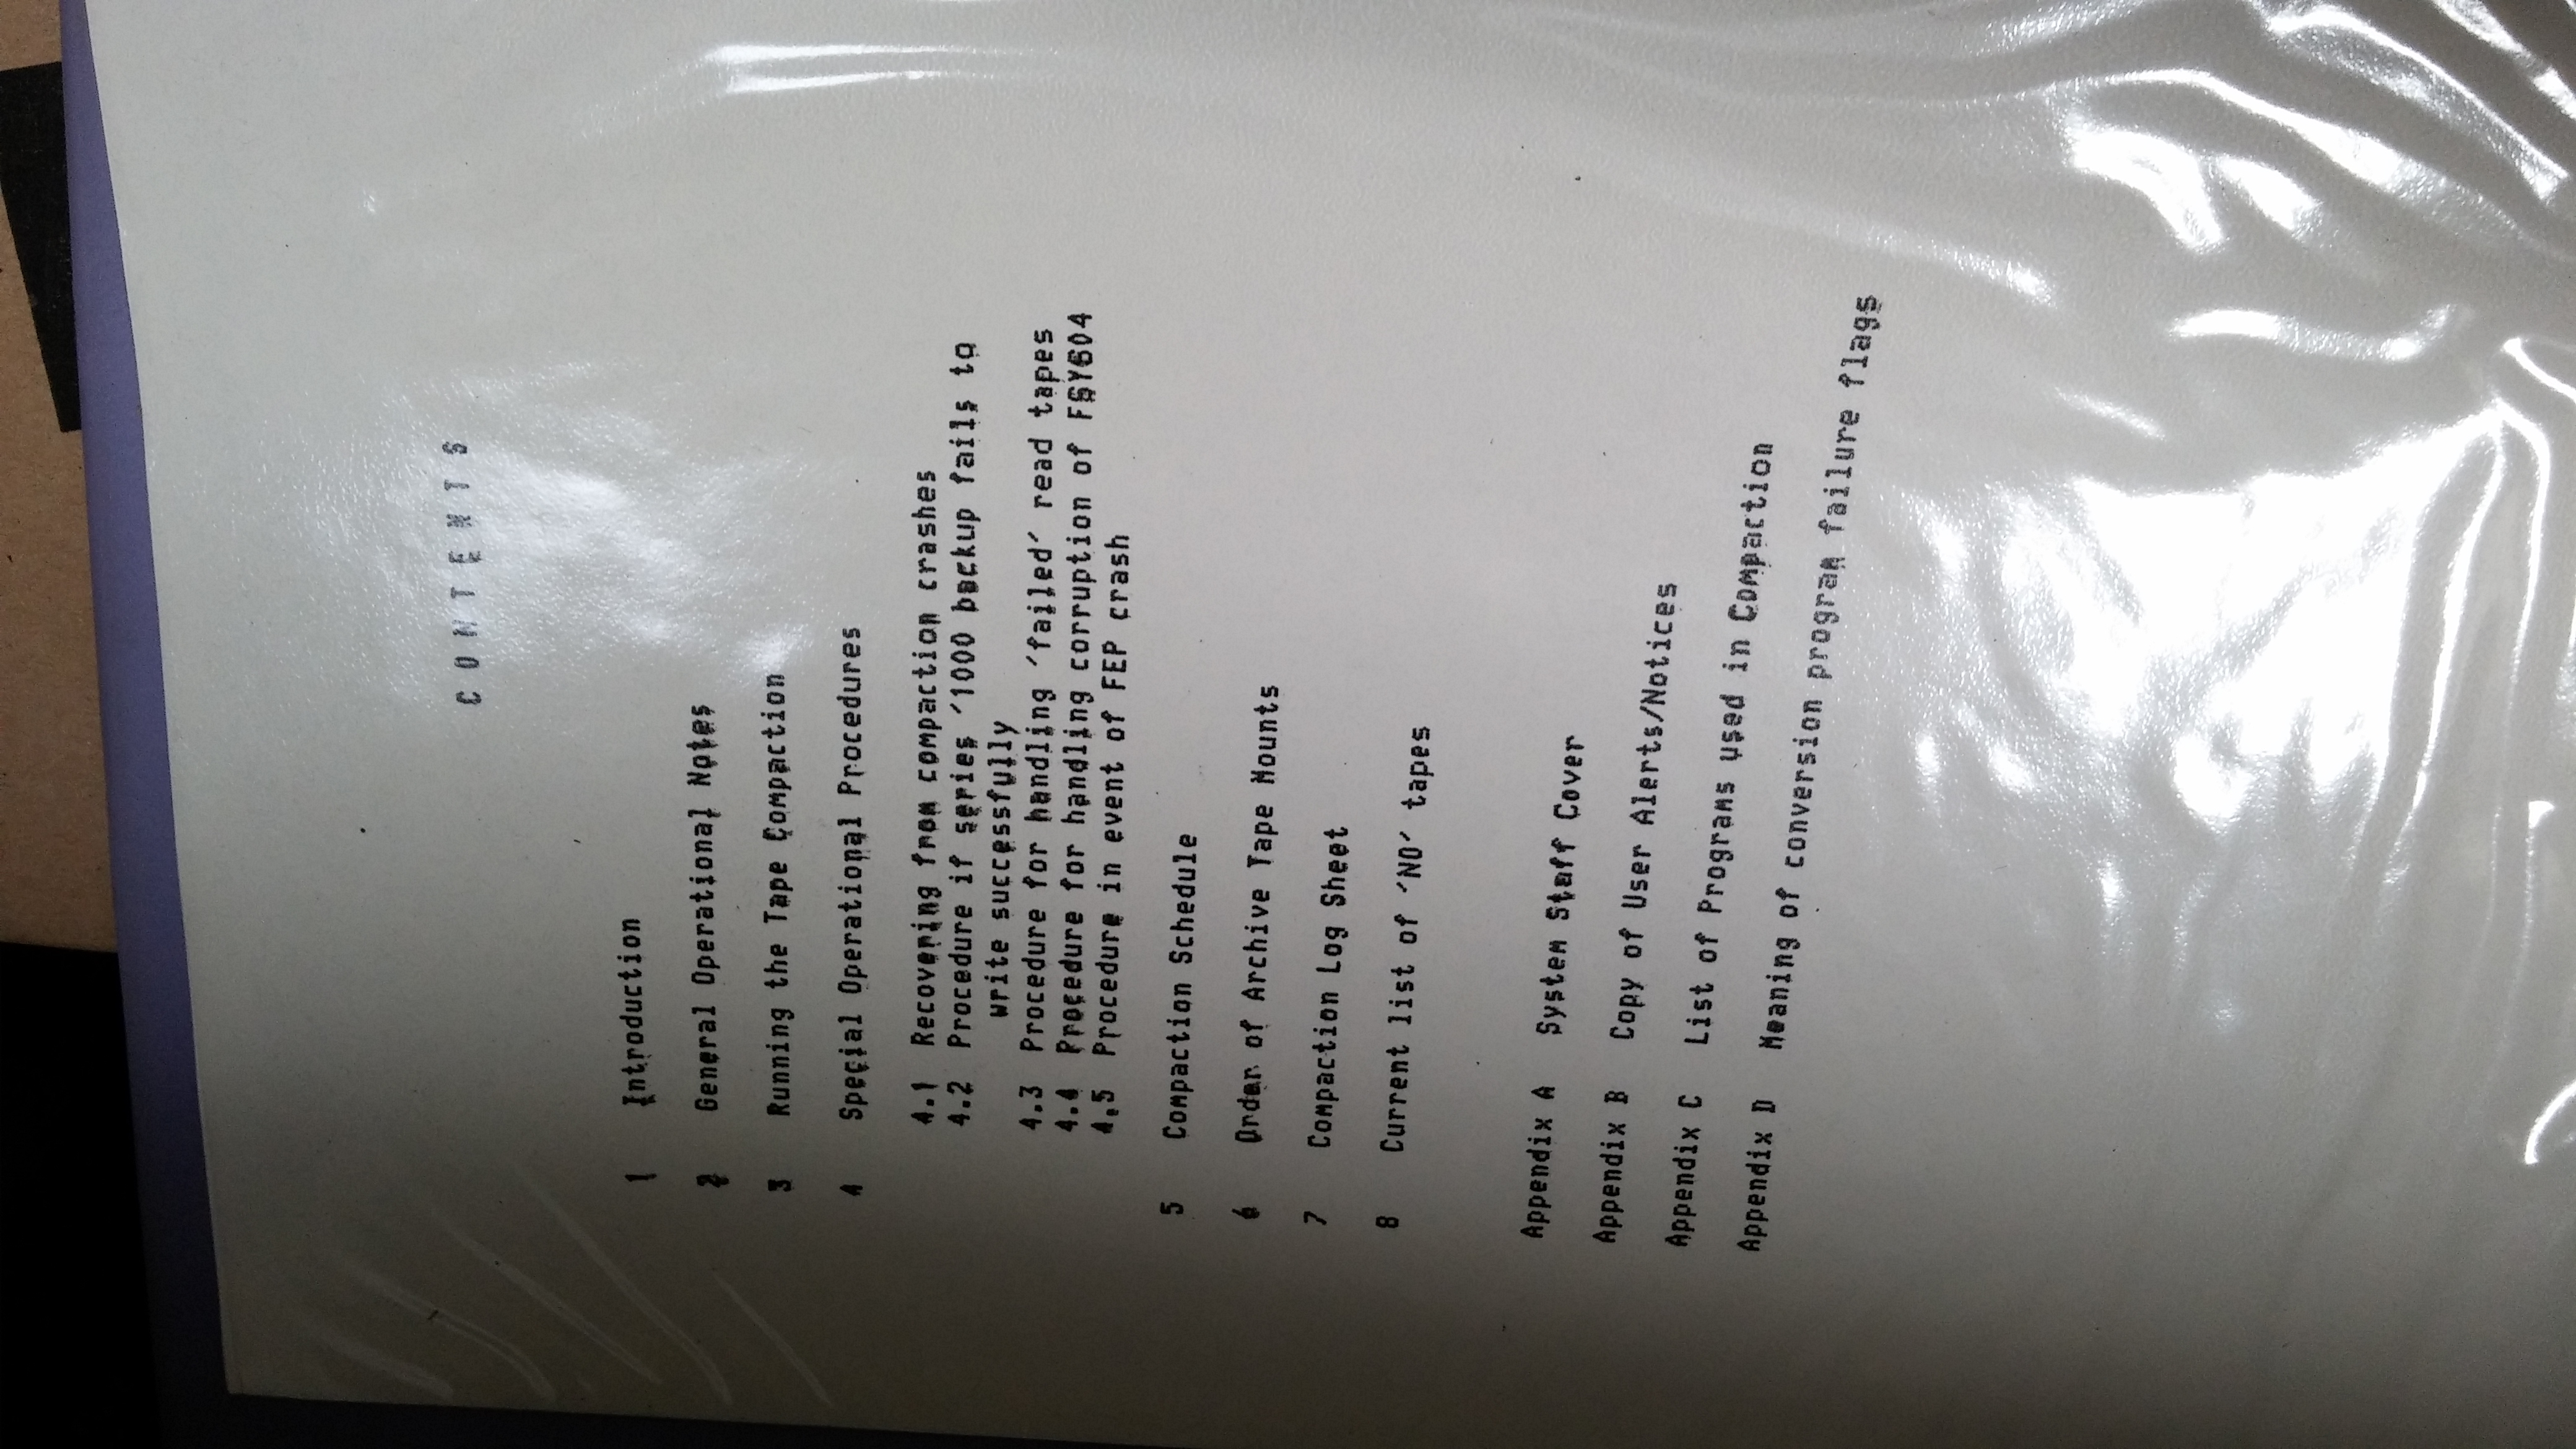 C O N T E N T S
1 Introduction
2 General Operational Notes
3 Running the Tape Compaction
4 Special Operational Procedures
4.1 Recovering from compaction crashes
4.2 Procedure if series '1000 backup fails to
write successfully
4.3 Procedure for handling 'failed' read tapes
4.4 Procedure for handling corruption of
4.5 Procedure in event of FEP crash
5 Compaction Schedule
6 Order of Archive Tape Mounts
7 Compaction Log Sheet
8 Current list of 'NO' tapes
Appendix A System Staff Cover
Appendix B Copy of User Alerts/Notices
Appendix C List of Programs used in Compaction
Appendix D Meaning of conversion program failure flags